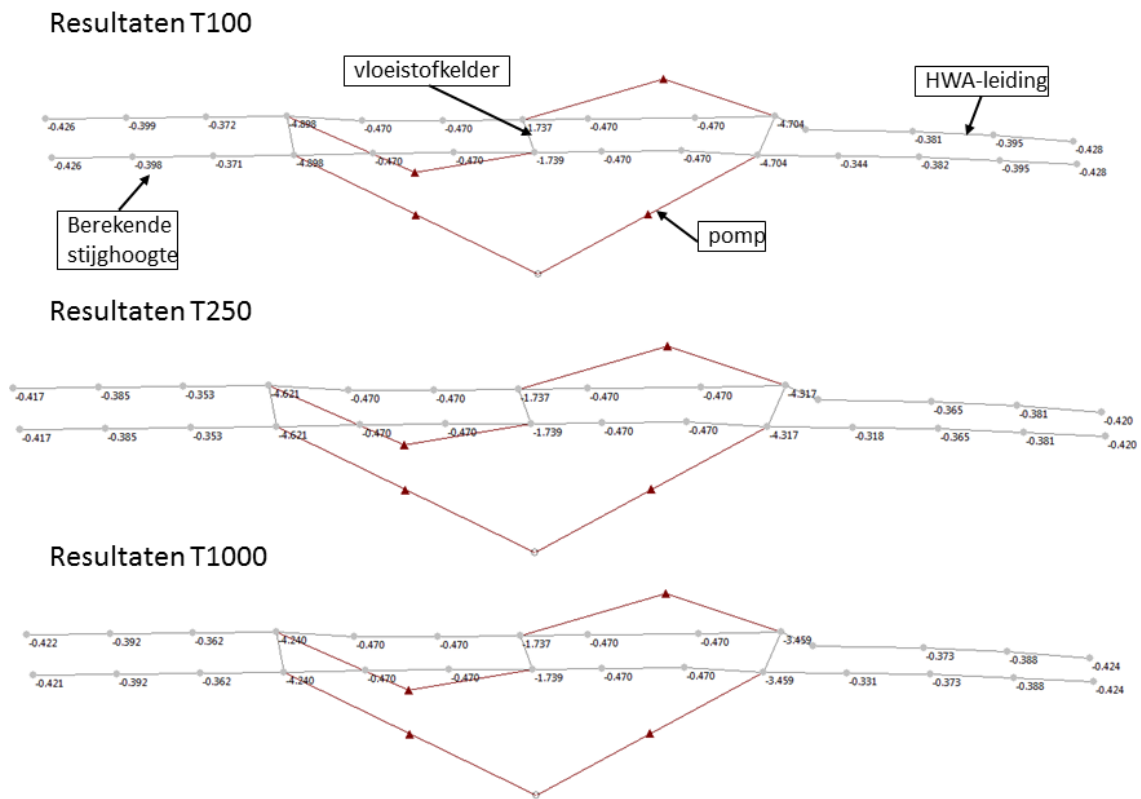 Resultaten T100
vloeistofkelder
HWA-leiding
-0.426 -0.399 -0.372 -4.898 -0.470 -0.470 -1.737 -0.470 -0.470 -4.704 -0.381 -0.395 -0.428
-0.426 -0.398 -0.371 -4.898 -0.470 -0.470 -1.739 -0.470 -0.470 -4.704 -0.344 -0.382 -0.395 -0.428
Berekende
stijghoogte
pomp
Resultaten T250
-0.417 -0.385 -0.353 -4.621 -0.470 -0.470 -1.737 -0.470 -0.470 -4.317 -0.365 -0.381 -0.420
-0.417 -0.385 -0.353 -4.621 -0.470 -0.470 -1.739 -0.470 -0.470 -4.317 -0.318 -0.365 -0.381 -0.420
Resultaten T1000
-0.422 -0.392 -0.362 -4.240 -0.470 -0.470 -1.737 -0.470 -0.470 -3.459 -0.373 -0.388 -0.424
-0.421 -0.392 -0.362 -4.240 -0.470 -0.470 -1.739 -0.470 -0.470 -3.459 -0.331 -0.373 -0.388 -0.424